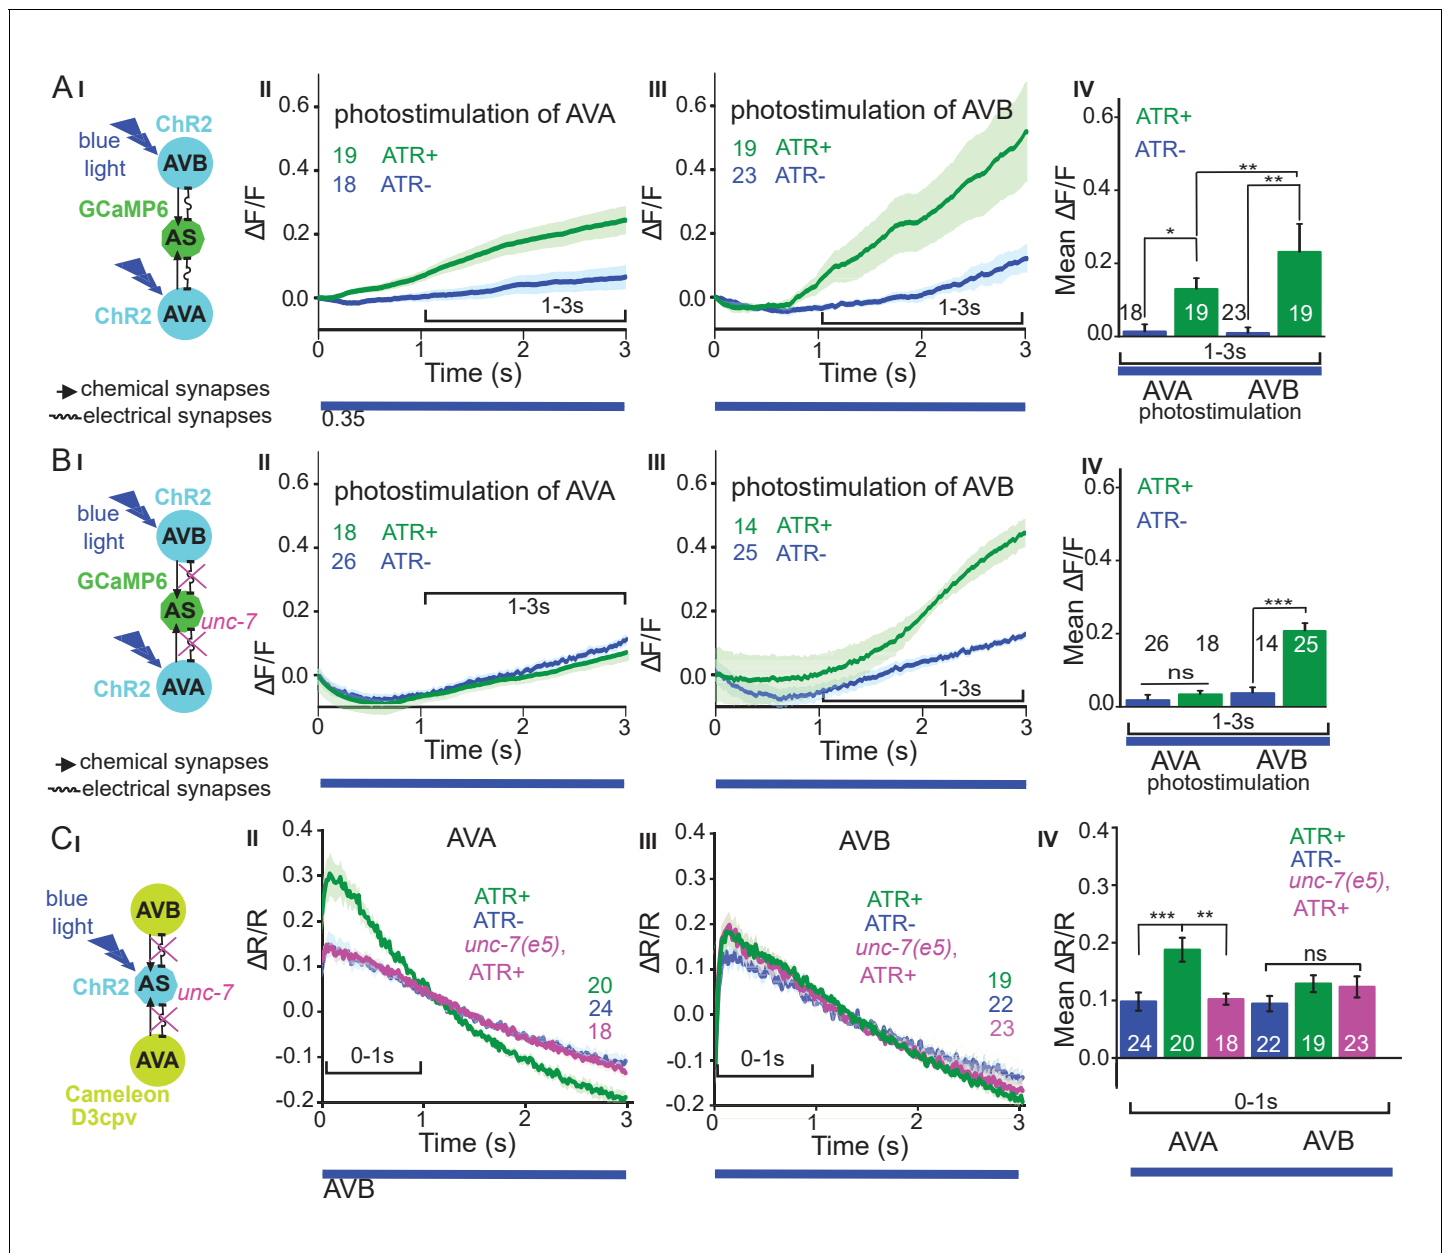 A I
ChR2
blue
light
AVB
GCaMP6
AS
ChR2
AVA
chemical synapses
electrical synapses
II
photostimulation of AVA
19 ATR+
18 ATR-
ΔF/F
0.6
0.4
0.2
0.0
1-3s
0 1 2 3
Time (s)
0.35
III
photostimulation of AVB
19 ATR+
23 ATR-
ΔF/F
0.6
0.4
0.2
0.0
1-3s
0 1 2 3
Time (s)
IV
ATR+
ATR-
Mean ΔF/F
0.6
0.4
0.2
0.0
**
**
*
18 19 23 19
1-3s
AVA AVB
photostimulation
B I
ChR2
blue
light
AVB
GCaMP6
AS
unc-7
ChR2
AVA
chemical synapses
electrical synapses
II
photostimulation of AVA
18 ATR+
26 ATR-
ΔF/F
0.6
0.4
0.2
0.0
1-3s
0 1 2 3
Time (s)
III
photostimulation of AVB
14 ATR+
25 ATR-
ΔF/F
0.6
0.4
0.2
0.0
1-3s
0 1 2 3
Time (s)
IV
ATR+
ATR-
Mean ΔF/F
0.6
0.4
0.2
0.0
***
26 18 14 25
ns
1-3s
AVA AVB
photostimulation
C I
blue
light
AVB
ChR2
AS
unc-7
AVA
Cameleon
D3cpv
II
AVA
ATR+
ATR-
unc-7(e5),
ATR+
20
24
18
ΔR/R
0.4
0.3
0.2
0.1
0.0
-0.1
-0.2
0-1s
0 1 2 3
Time (s)
AVB
III
AVB
ATR+
ATR-
unc-7(e5),
ATR+
19
22
23
ΔR/R
0.4
0.3
0.2
0.1
0.0
-0.1
-0.2
0-1s
0 1 2 3
Time (s)
IV
ATR+
ATR-
unc-7(e5),
ATR+
Mean ΔR/R
0.4
0.3
0.2
0.1
0.0
*** **
ns
24 20 18 22 19 23
0-1s
AVA AVB